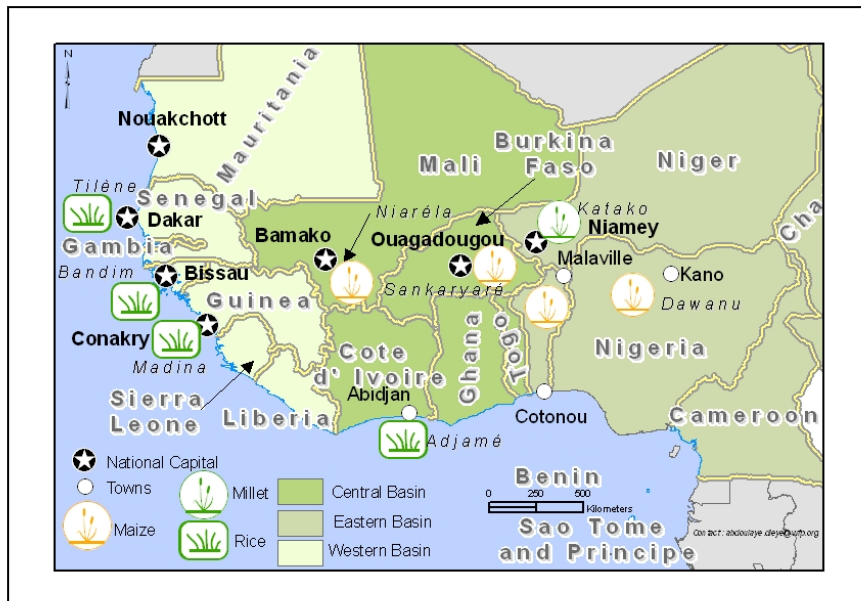 N
Nouakchott
Mauritania
Mali
Burkina
Faso
Niger
Cha
Tilène
Senegal
Dakar
Gambia
Niaréla
Bamako
Ouagadougou
Katako
Niamey
Malaville
Kano
Dawanu
Bandim
Bissau
Guinea
Sankaryaré
Conakry
Madina
Sierra
Leone
Liberia
Cote
d' Ivoire
Abidjan
Adjamé
Ghana
Togo
Nigeria
Cotonou
Cameroon
Benin
Sao Tome
and Principe
National Capital
Towns
Maize
Millet
Rice
Central Basin
Eastern Basin
Western Basin
0 250 500
Kilometers